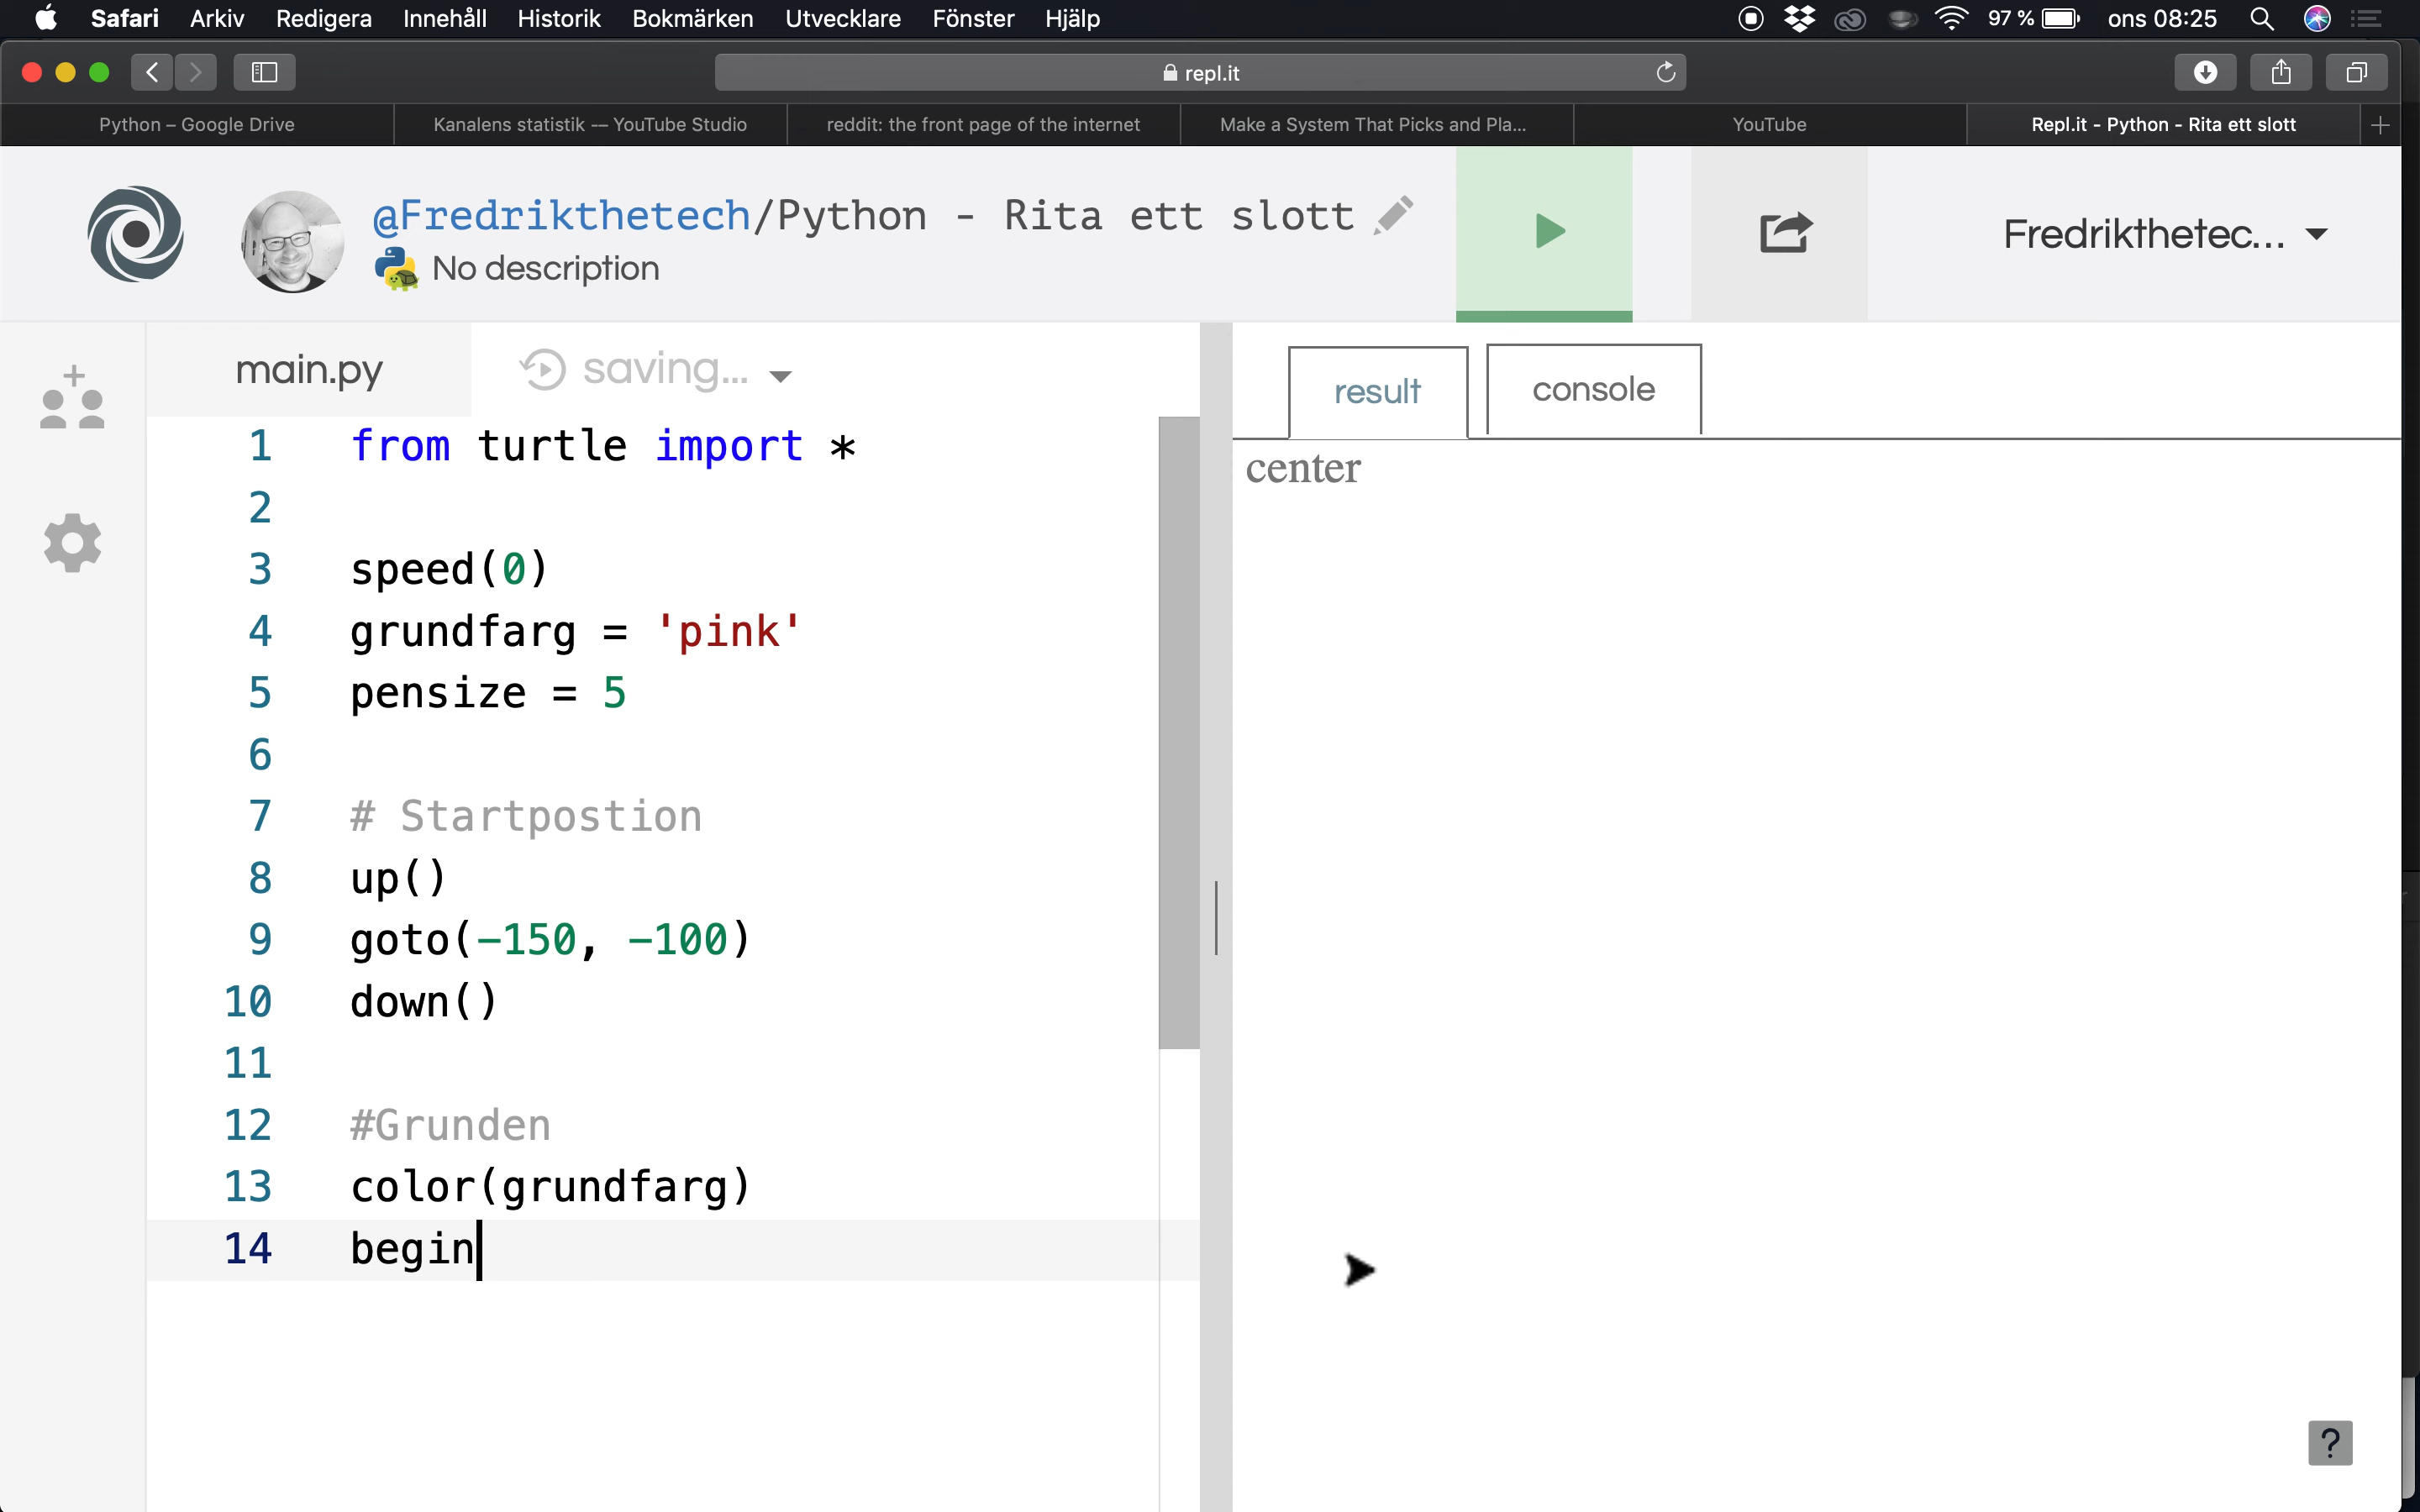 Safari Arkiv Redigera Innehåll Historik Bokmärken Utvecklare Fönster Hjälp 97 % ons 08:25
repl.it
Python – Google Drive Kanalens statistik -– YouTube Studio reddit: the front page of the internet Make a System That Picks and Pla... YouTube Repl.it - Python - Rita ett slott
@Fredrikthetech/Python - Rita ett slott
No description
Fredrikthetec...
main.py saving...
result console
center
1 from turtle import *
2
3 speed(0)
4 grundfarg = 'pink'
5 pensize = 5
6
7 # Startpostion
8 up()
9 goto(-150, -100)
10 down()
11
12 #Grunden
13 color(grundfarg)
14 begin
?